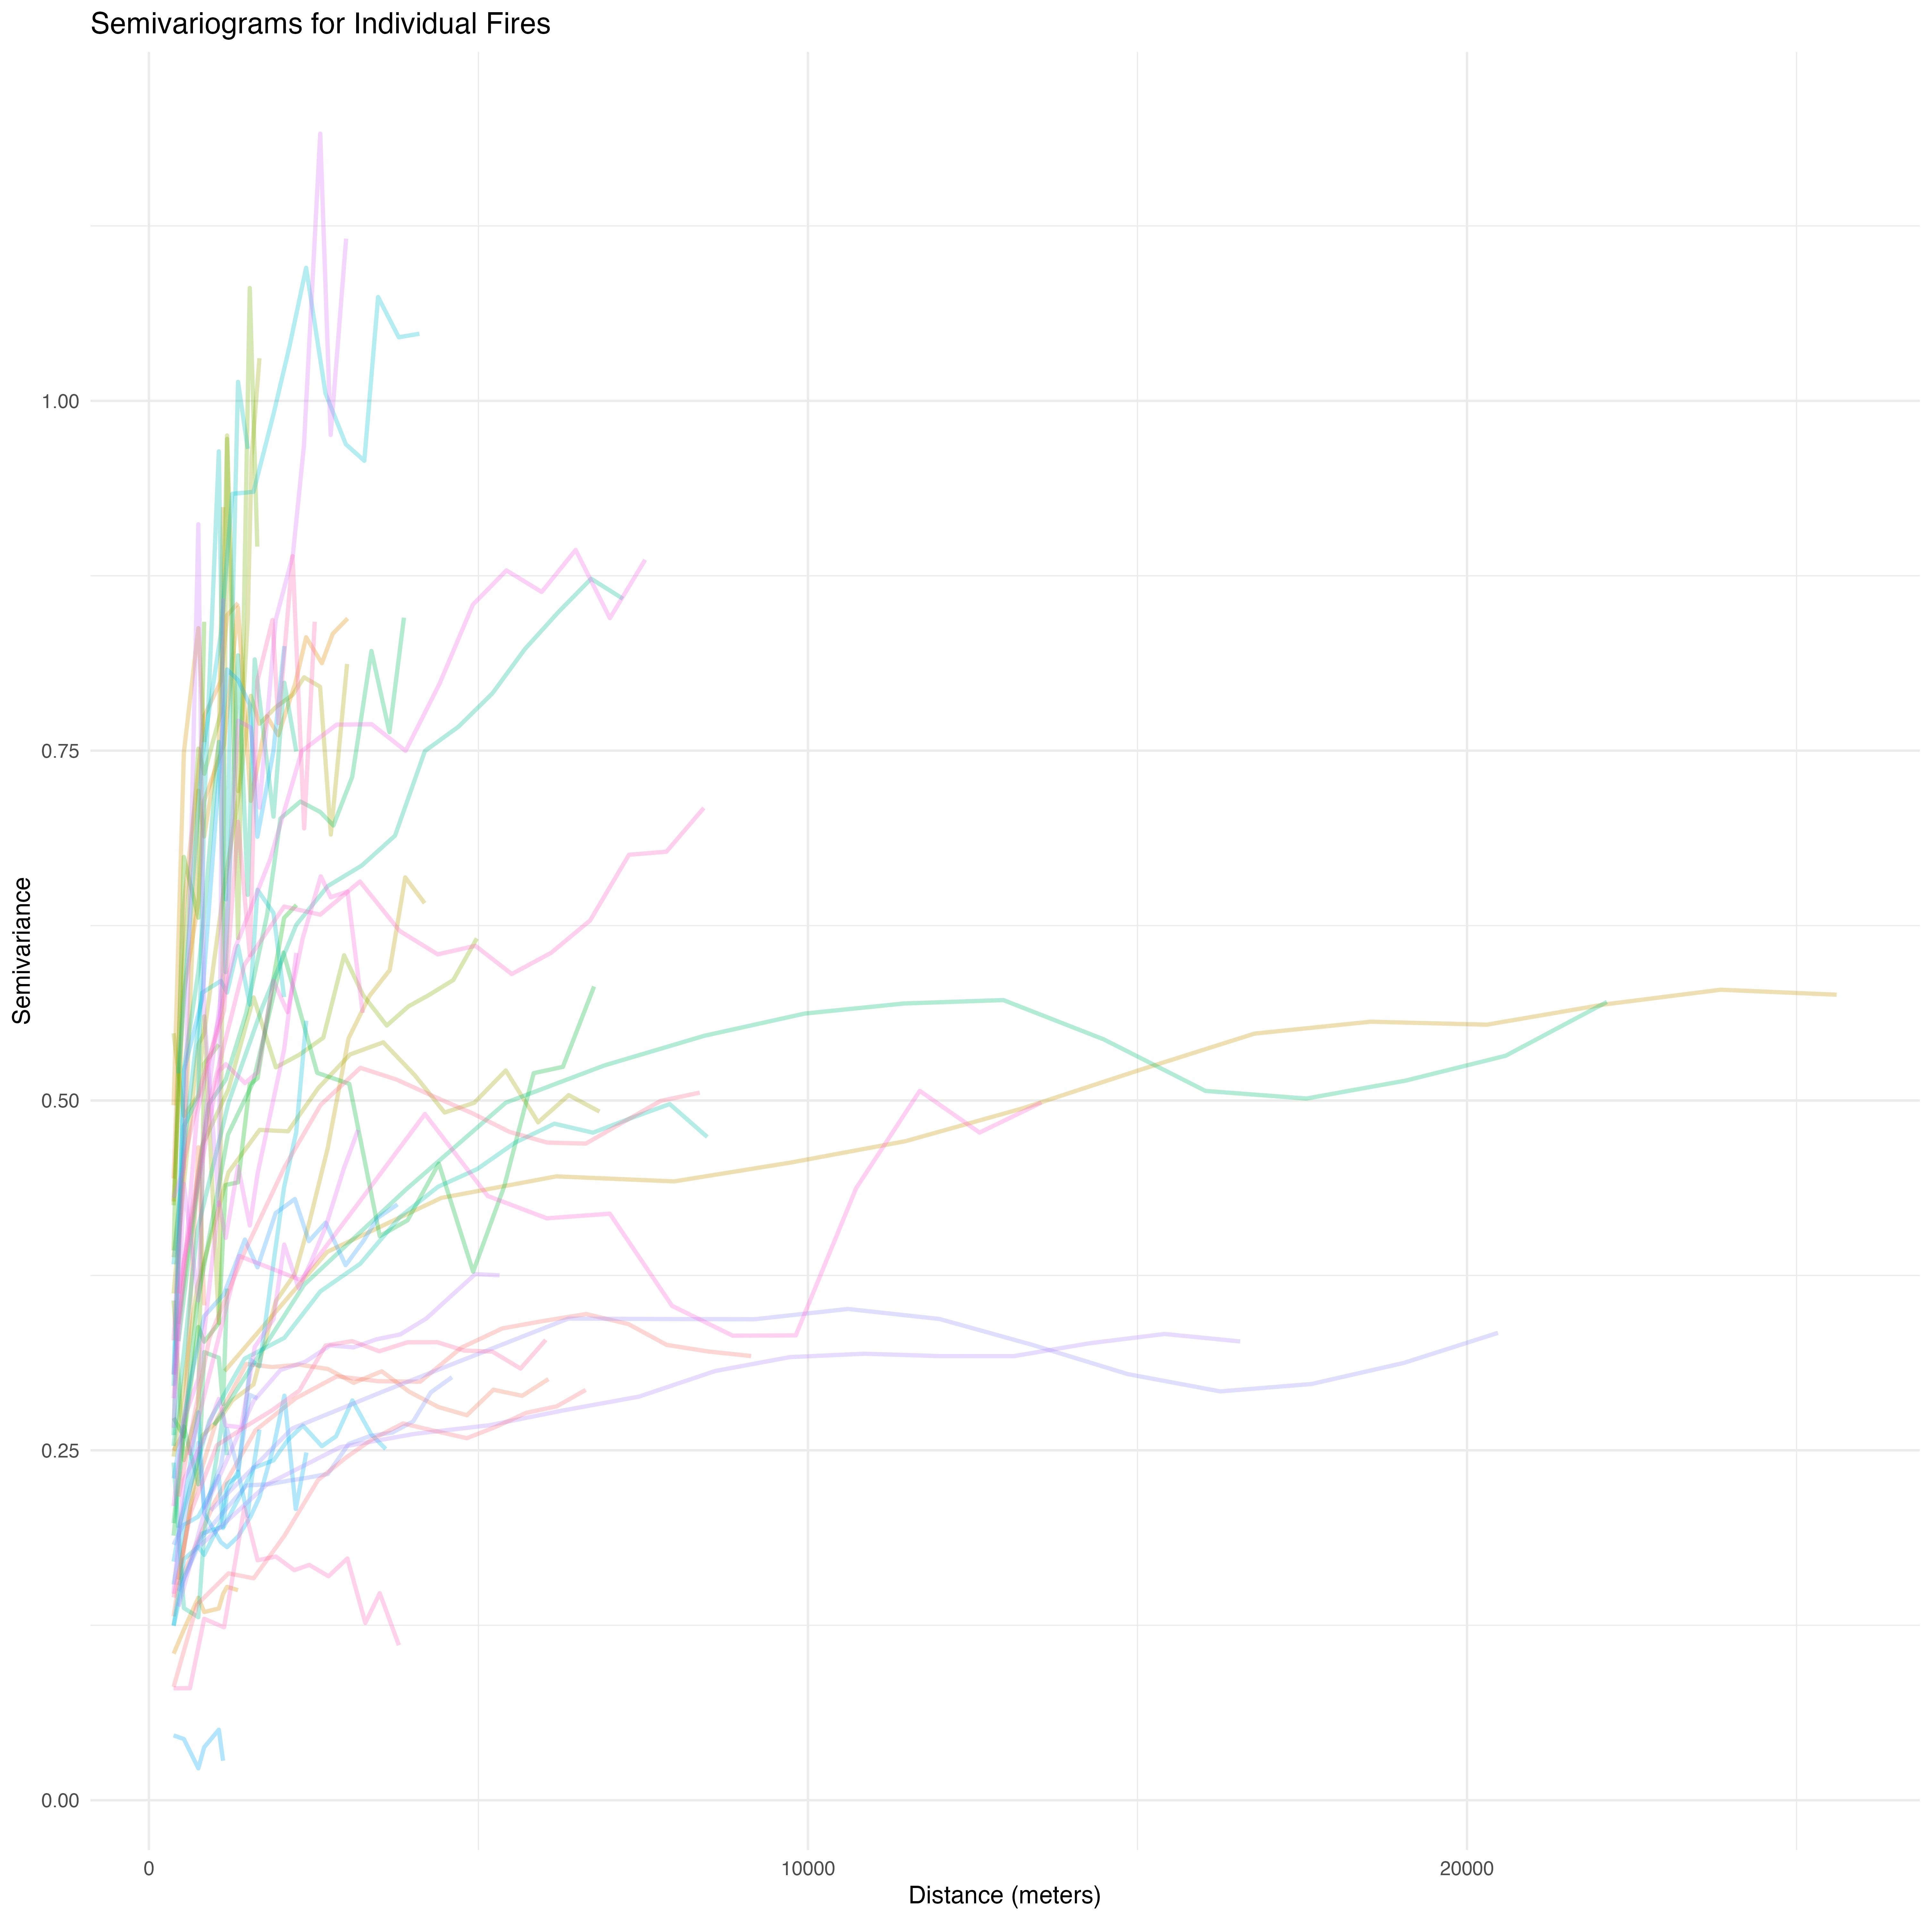 Semivariograms for Individual Fires
Semivariance
1.00
0.75
0.50
0.25
0.00
0
10000
20000
Distance (meters)